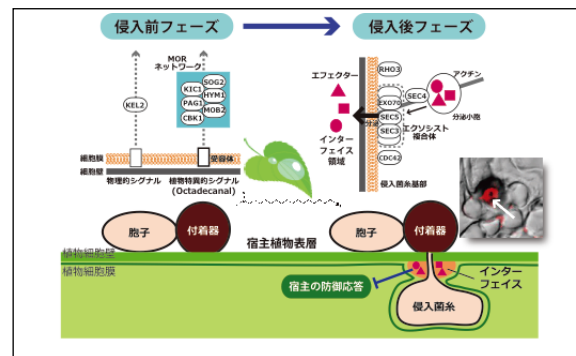 侵入前フェーズ
侵入後フェーズ
MOR
ネットワーク
KEL2
SOG2
KIC1
HYM1
PAG1
MOB2
CBK1
細胞膜
受容体
細胞壁
物理的シグナル
植物特異的シグナル
(Octadecanal)
RHO3
エフェクター
アクチン
SEC4
EXO70
分泌小胞
分泌
SEC5
エクソシスト
複合体
SEC3
インター
フェイス
領域
CDC42
侵入菌糸基部
胞子
付着器
宿主植物表層
胞子
付着器
植物細胞壁
植物細胞膜
宿主の防御応答
インター
フェイス
侵入菌糸